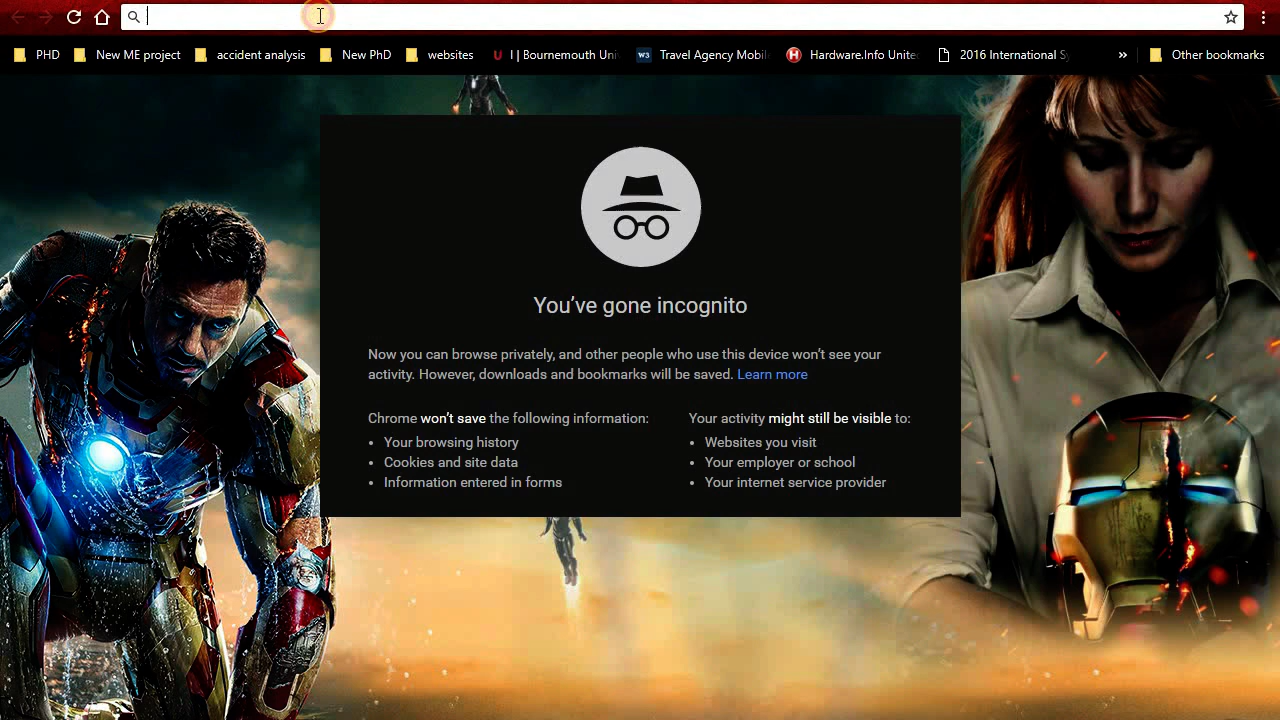 PHD New ME project accident analysis New PhD websites U I | Bournemouth Uni W3 Travel Agency Mobil H Hardware.Info Unite 2016 International Sy » Other bookmarks
You've gone incognito
Now you can browse privately, and other people who use this device won't see your
activity. However, downloads and bookmarks will be saved. Learn more
Chrome won't save the following information: Your activity might still be visible to:
• Your browsing history • Websites you visit
• Cookies and site data • Your employer or school
• Information entered in forms • Your internet service provider